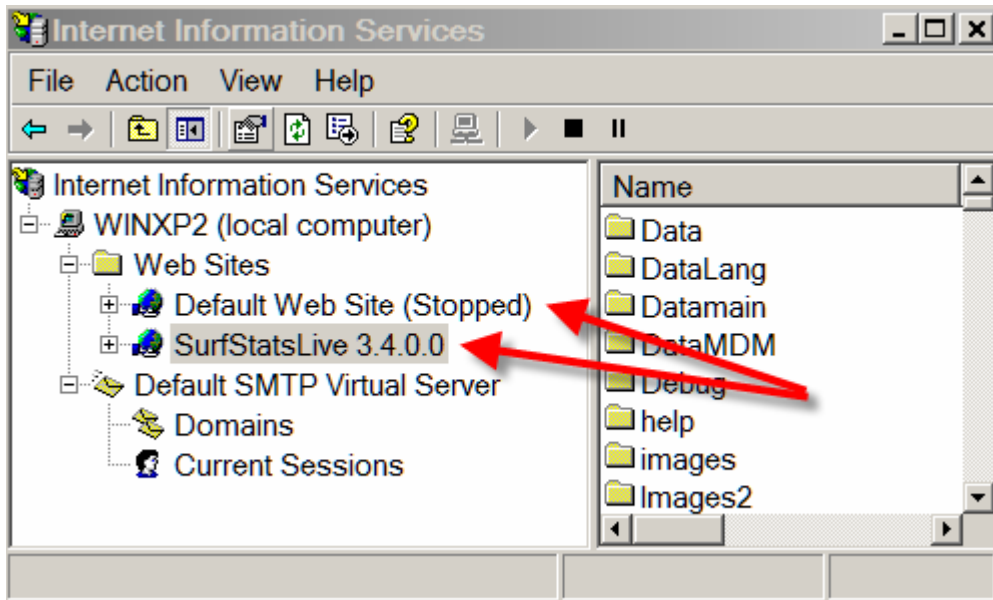 Internet Information Services
File Action View Help
Internet Information Services
WINXP2 (local computer)
Web Sites
Default Web Site (Stopped)
SurfStatsLive 3.4.0.0
Default SMTP Virtual Server
Domains
Current Sessions
Name
Data
DataLang
Datamain
DataMDM
Debug
help
images
Images2